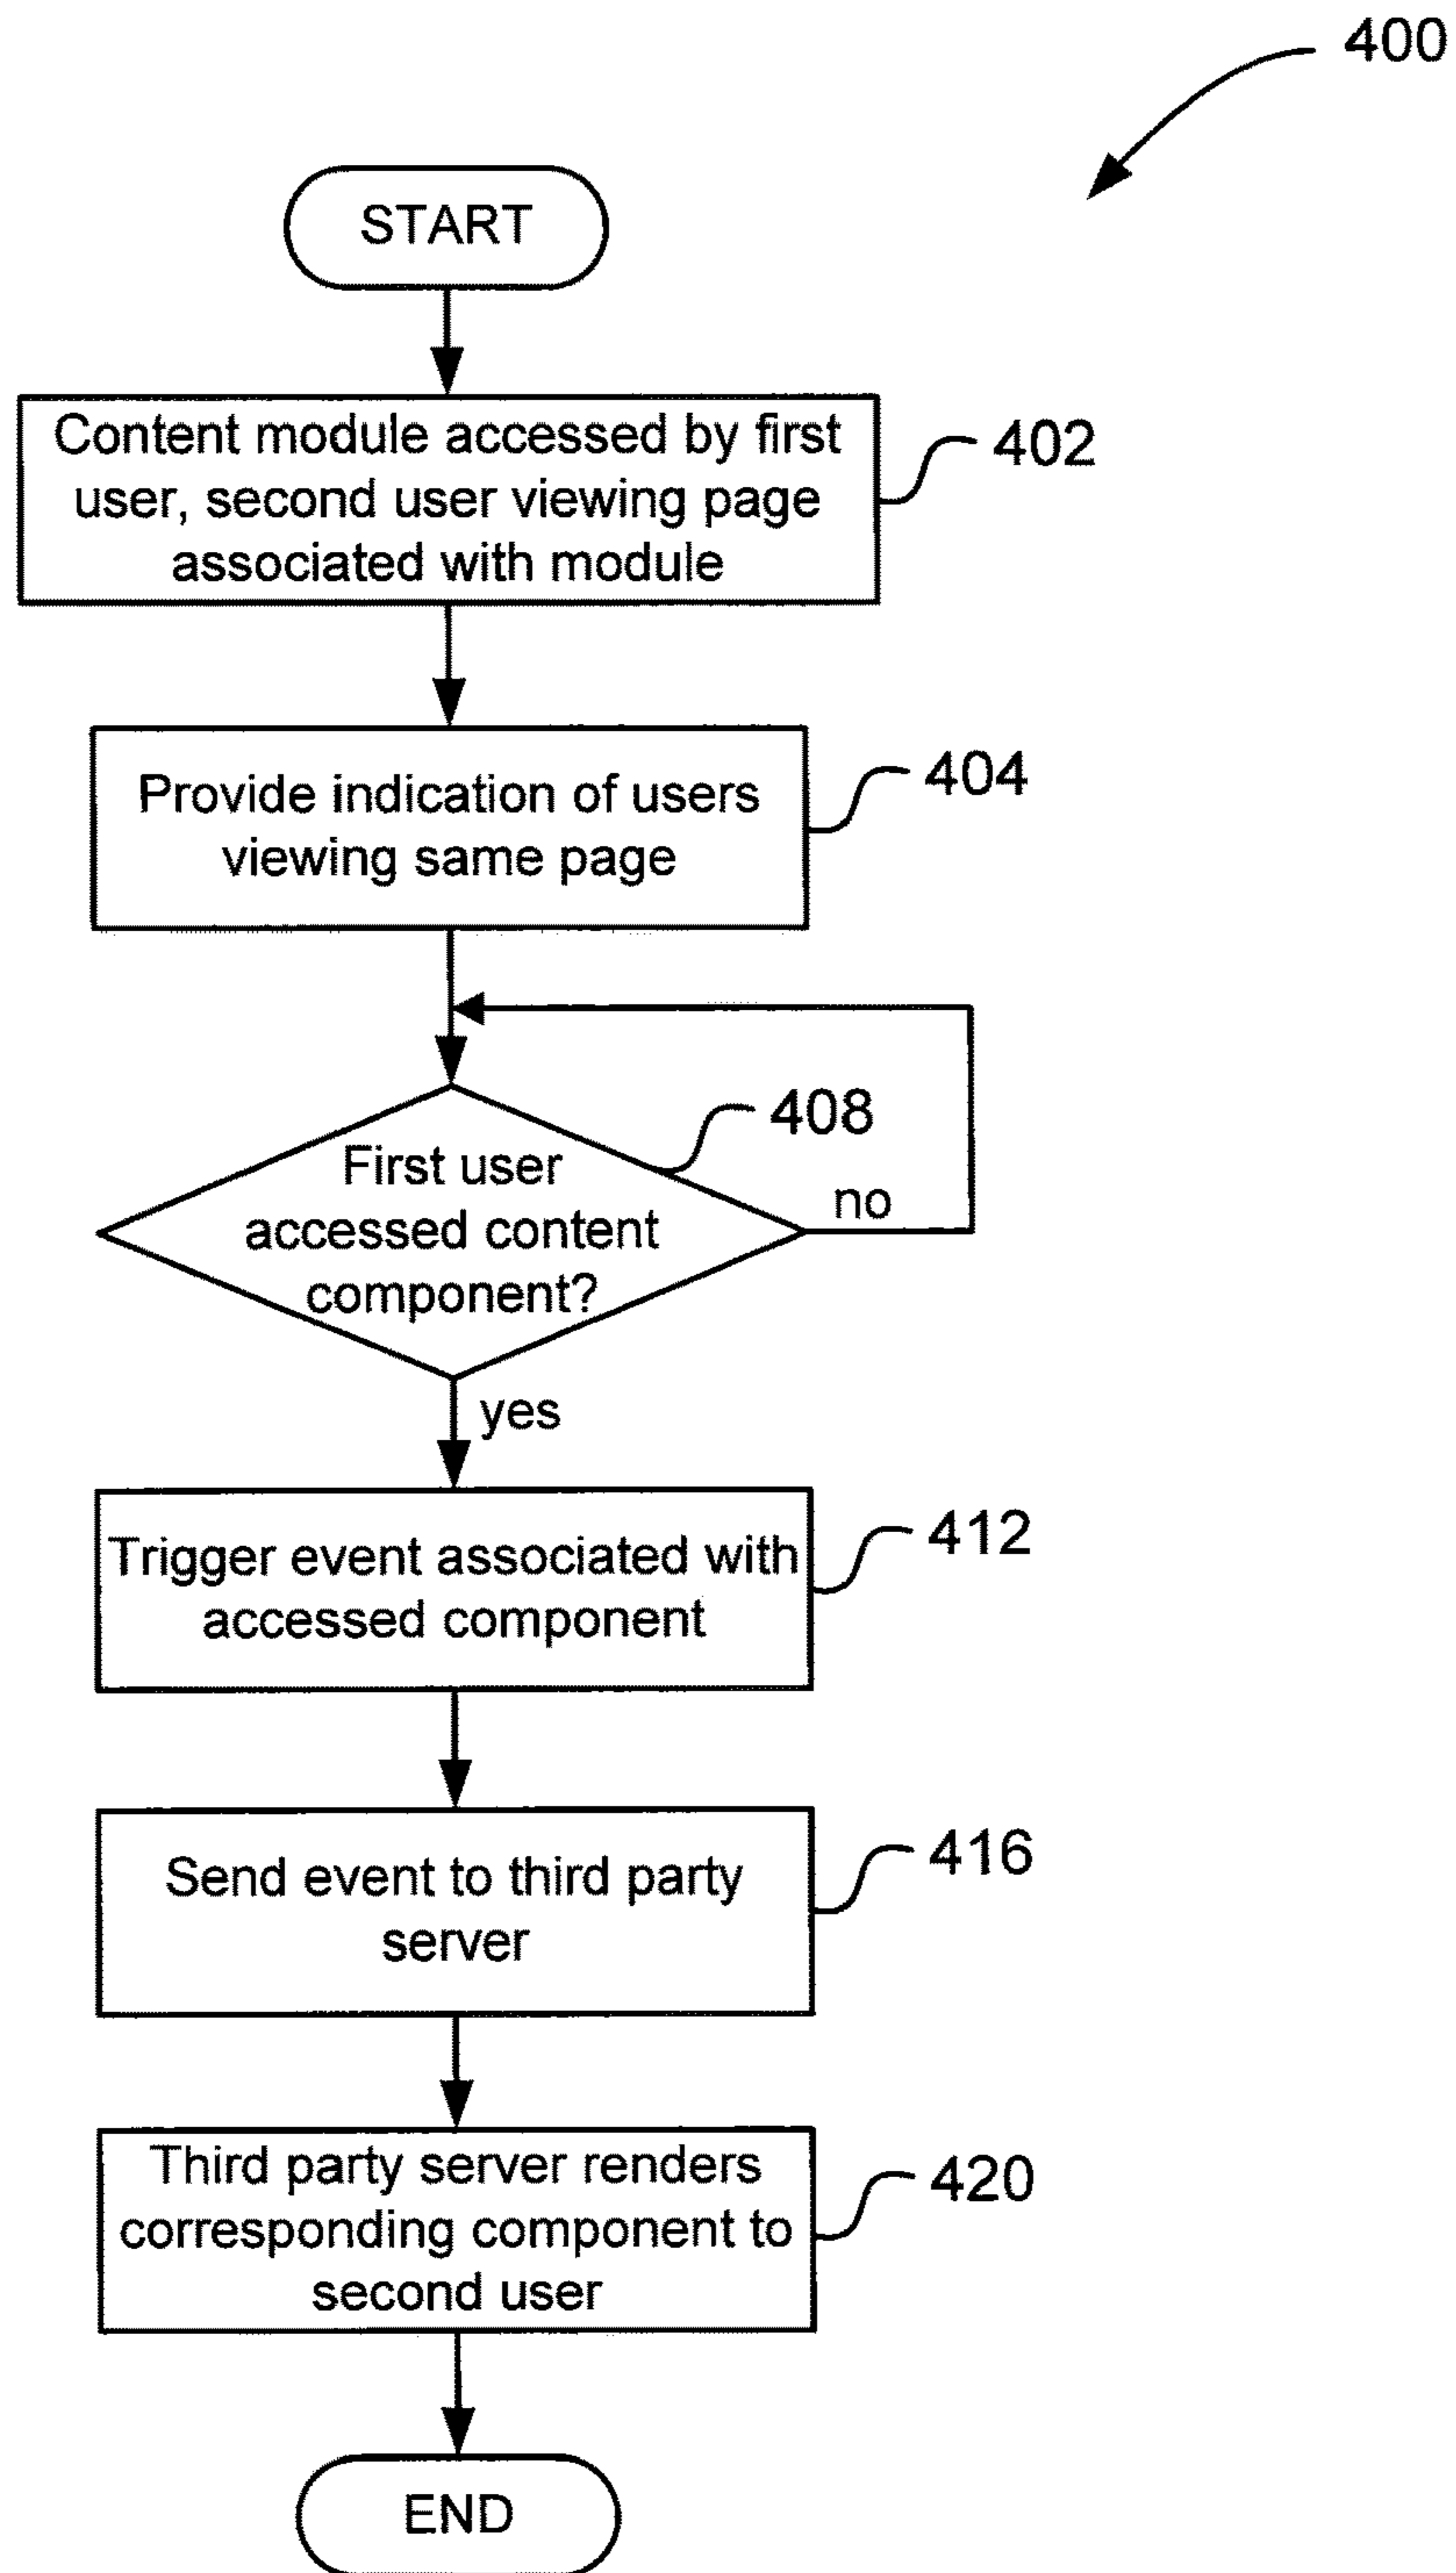 400
START
Content module accessed by first
user, second user viewing page
associated with module
402
Provide indication of users
viewing same page
404
408
First user
accessed content
component?
no
yes
Trigger event associated with
accessed component
412
Send event to third party
server
416
Third party server renders
corresponding component to
second user
420
END